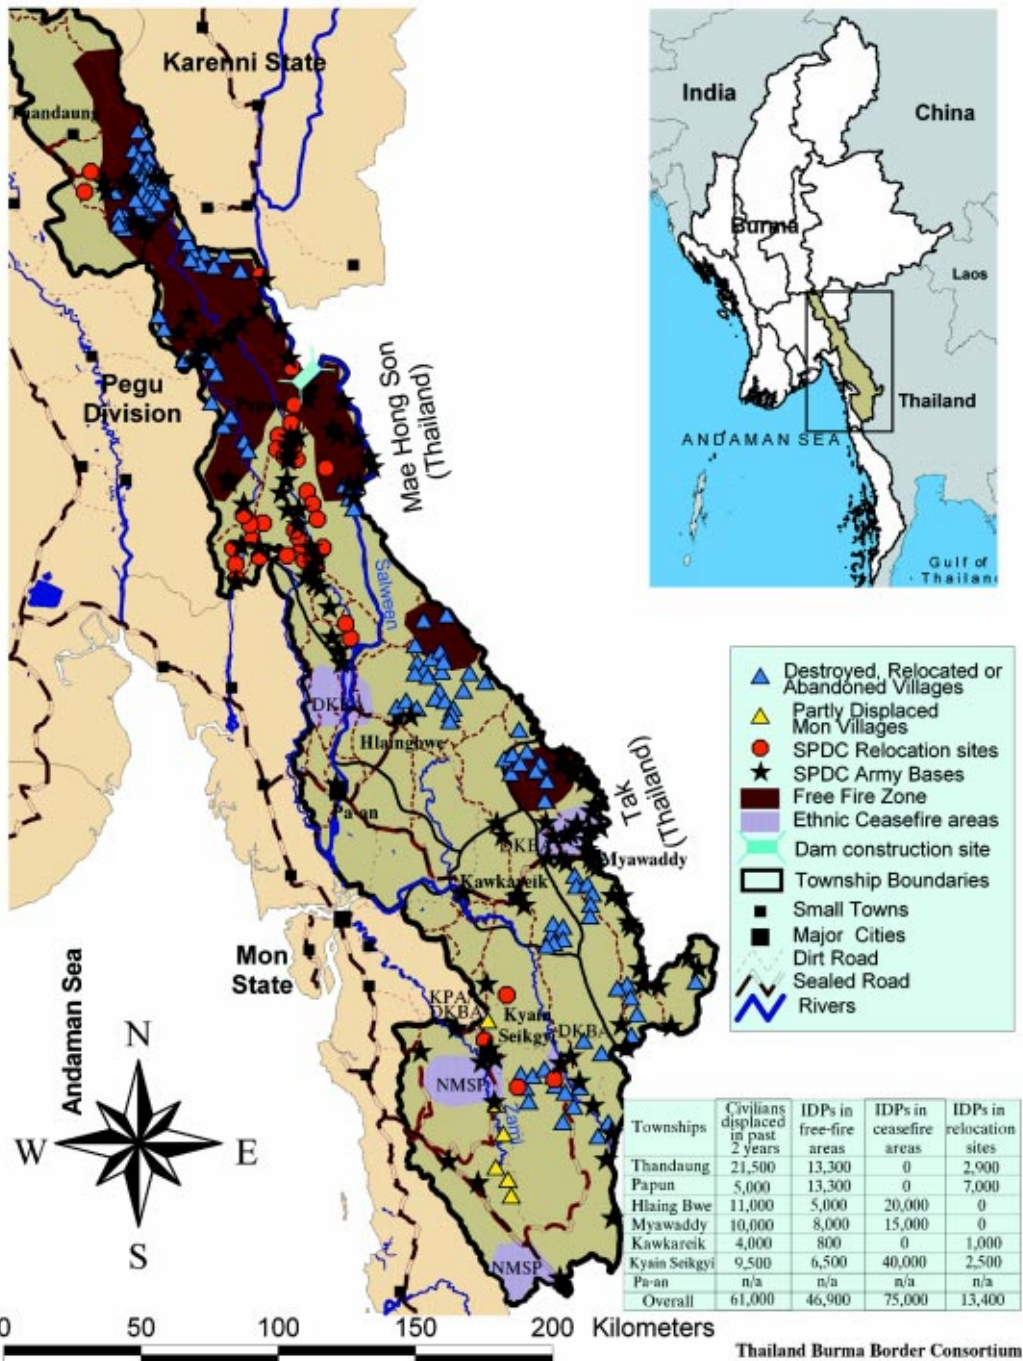 Karenni State
Thandaung
Pegu
Division
Papun
Mae Hong Son
(Thailand)
Salween
DKBA
Hlaingbwe
Pa-an
Tak
(Thailand)
DKBA
Myawaddy
Kawkareik
Mon
State
Andaman Sea
KPA/
DKBA
Kyain
Seikgyi
DKBA
NMSP
Zami
NMSP
N
W
E
S
India
China
Burma
Laos
Thailand
ANDAMAN SEA
Gulf of
Thailand
Destroyed, Relocated or
Abandoned Villages
Partly Displaced
Mon Villages
SPDC Relocation sites
SPDC Army Bases
Free Fire Zone
Ethnic Ceasefire areas
Dam construction site
Township Boundaries
Small Towns
Major Cities
Dirt Road
Sealed Road
Rivers
Townships Civilians displaced in past 2 years IDPs in free-fire areas IDPs in ceasefire areas IDPs in relocation sites
Thandaung 21,500 13,300 0 2,900
Papun 5,000 13,300 0 7,000
Hlaing Bwe 11,000 5,000 20,000 0
Myawaddy 10,000 8,000 15,000 0
Kawkareik 4,000 800 0 1,000
Kyain Seikgyi 9,500 6,500 40,000 2,500
Pa-an n/a n/a n/a n/a
Overall 61,000 46,900 75,000 13,400
0 50 100 150 200 Kilometers
Thailand Burma Border Consortium